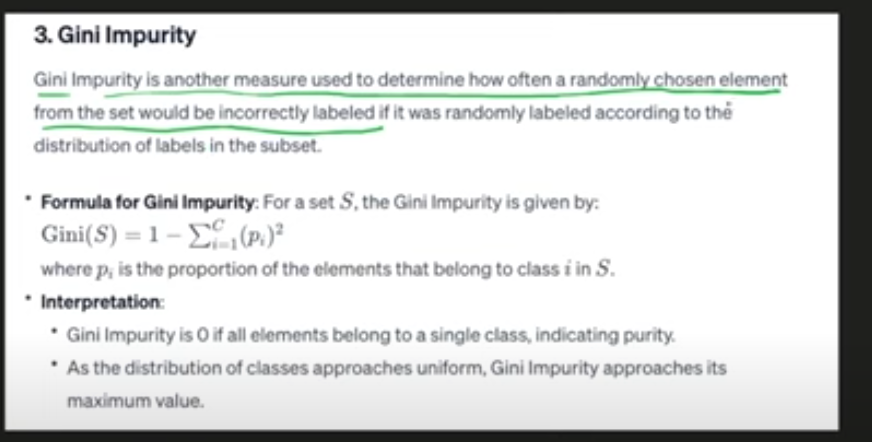 3. Gini Impurity
Gini Impurity is another measure used to determine how often a randomly chosen element
from the set would be incorrectly labeled if it was randomly labeled according to the
distribution of labels in the subset.
• Formula for Gini Impurity: For a set S, the Gini Impurity is given by:
Gini(S) = 1 − ∑ᵢ₌₁ᶜ (pᵢ)²
where pᵢ is the proportion of the elements that belong to class i in S.
• Interpretation:
• Gini Impurity is 0 if all elements belong to a single class, indicating purity.
• As the distribution of classes approaches uniform, Gini Impurity approaches its
maximum value.